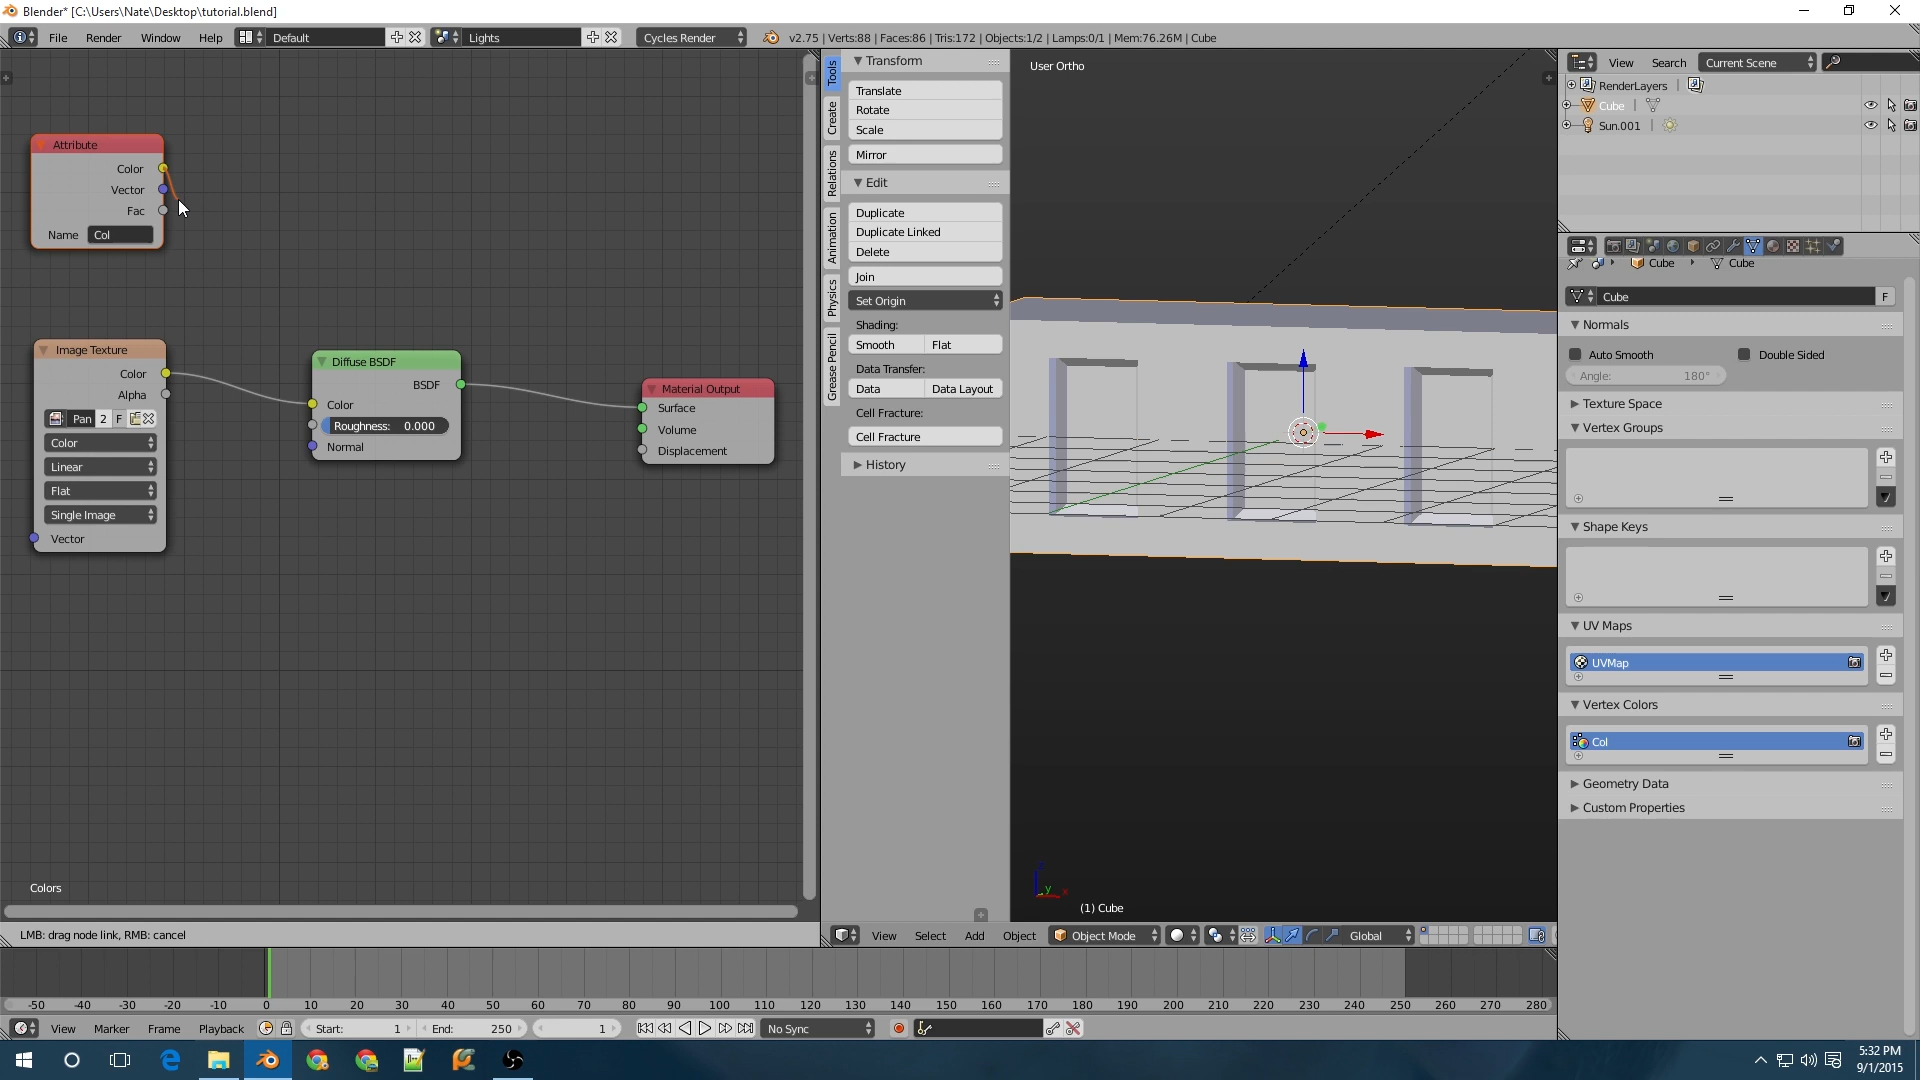 Blender* [C:\Users\Nate\Desktop\tutorial.blend]
File Render Window Help Default Lights Cycles Render v2.75 | Verts:88 | Faces:86 | Tris:172 | Objects:1/2 | Lamps:0/1 | Mem:76.26M | Cube
Attribute
Color
Vector
Fac
Name Col
Image Texture
Color
Alpha
Pan 2 F
Color
Linear
Flat
Single Image
Vector
Diffuse BSDF
BSDF
Color
Roughness: 0.000
Normal
Material Output
Surface
Volume
Displacement
Colors
LMB: drag node link, RMB: cancel
Tools
Create
Relations
Animation
Physics
Grease Pencil
Transform
Translate
Rotate
Scale
Mirror
Edit
Duplicate
Duplicate Linked
Delete
Join
Set Origin
Shading:
Smooth Flat
Data Transfer:
Data Data Layout
Cell Fracture:
Cell Fracture
History
User Ortho
y x
(1) Cube
View Select Add Object Object Mode Global
View Search Current Scene
RenderLayers |
Cube |
Sun.001 |
Cube Cube
Cube F
Normals
Auto Smooth Double Sided
Angle: 180°
Texture Space
Vertex Groups
Shape Keys
UV Maps
UVMap
Vertex Colors
Col
Geometry Data
Custom Properties
-50 -40 -30 -20 -10 0 10 20 30 40 50 60 70 80 90 100 110 120 130 140 150 160 170 180 190 200 210 220 230 240 250 260 270 280
View Marker Frame Playback Start: 1 End: 250 1 No Sync
5:32 PM
9/1/2015